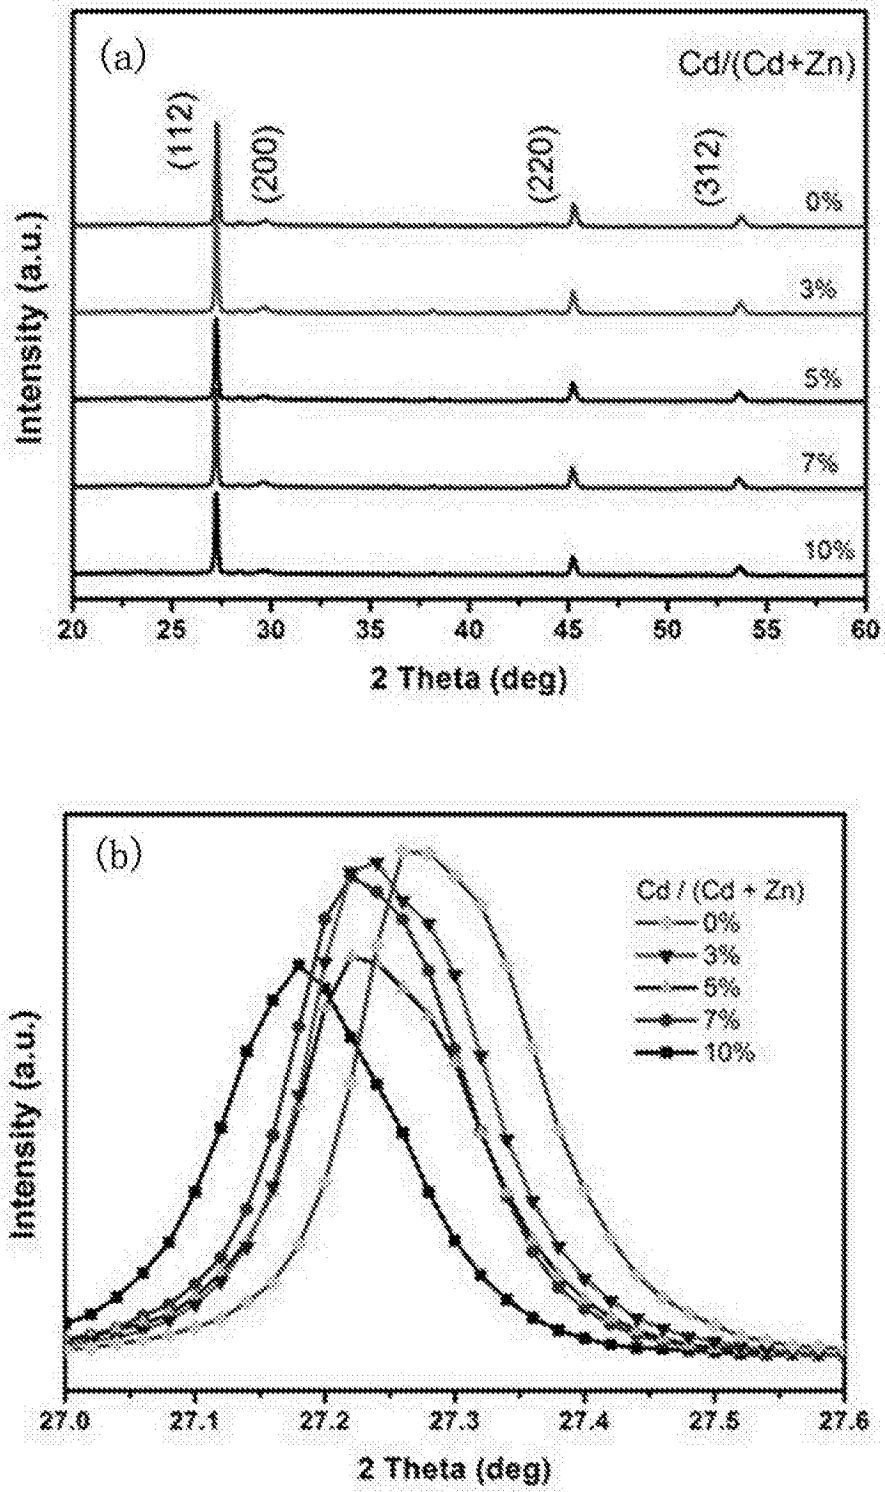 (a)
Cd/(Cd+Zn)
(112)
(200)
(220)
(312)
0%
3%
5%
7%
10%
Intensity (a.u.)
20 25 30 35 40 45 50 55 60
2 Theta (deg)
(b)
Cd / (Cd + Zn)
0%
3%
5%
7%
10%
Intensity (a.u.)
27.0 27.1 27.2 27.3 27.4 27.5 27.6
2 Theta (deg)